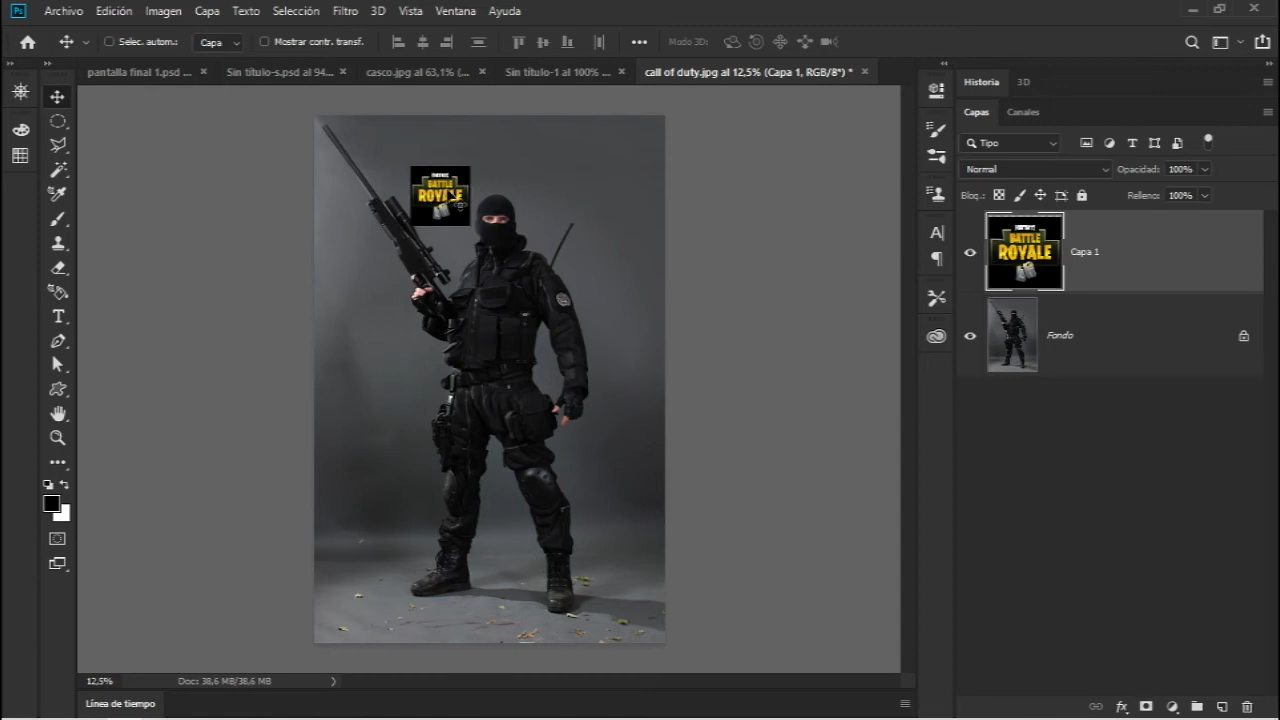 Ps Archivo Edición Imagen Capa Texto Selección Filtro 3D Vista Ventana Ayuda
Selec. autom.: Capa Mostrar contr. transf. Modo 3D:
pantalla final 1.psd ... × Sin título-s.psd al 94... × casco.jpg al 63,1% (... × Sin título-1 al 100% ... × call of duty.jpg al 12,5% (Capa 1, RGB/8*) * ×
Historia 3D
Capas Canales
Tipo
Normal Opacidad: 100%
Bloq.: Relleno: 100%
BATTLE
ROYALE
BATTLE
ROYALE
Capa 1
Fondo
12,5% Doc: 38,6 MB/38,6 MB
Línea de tiempo